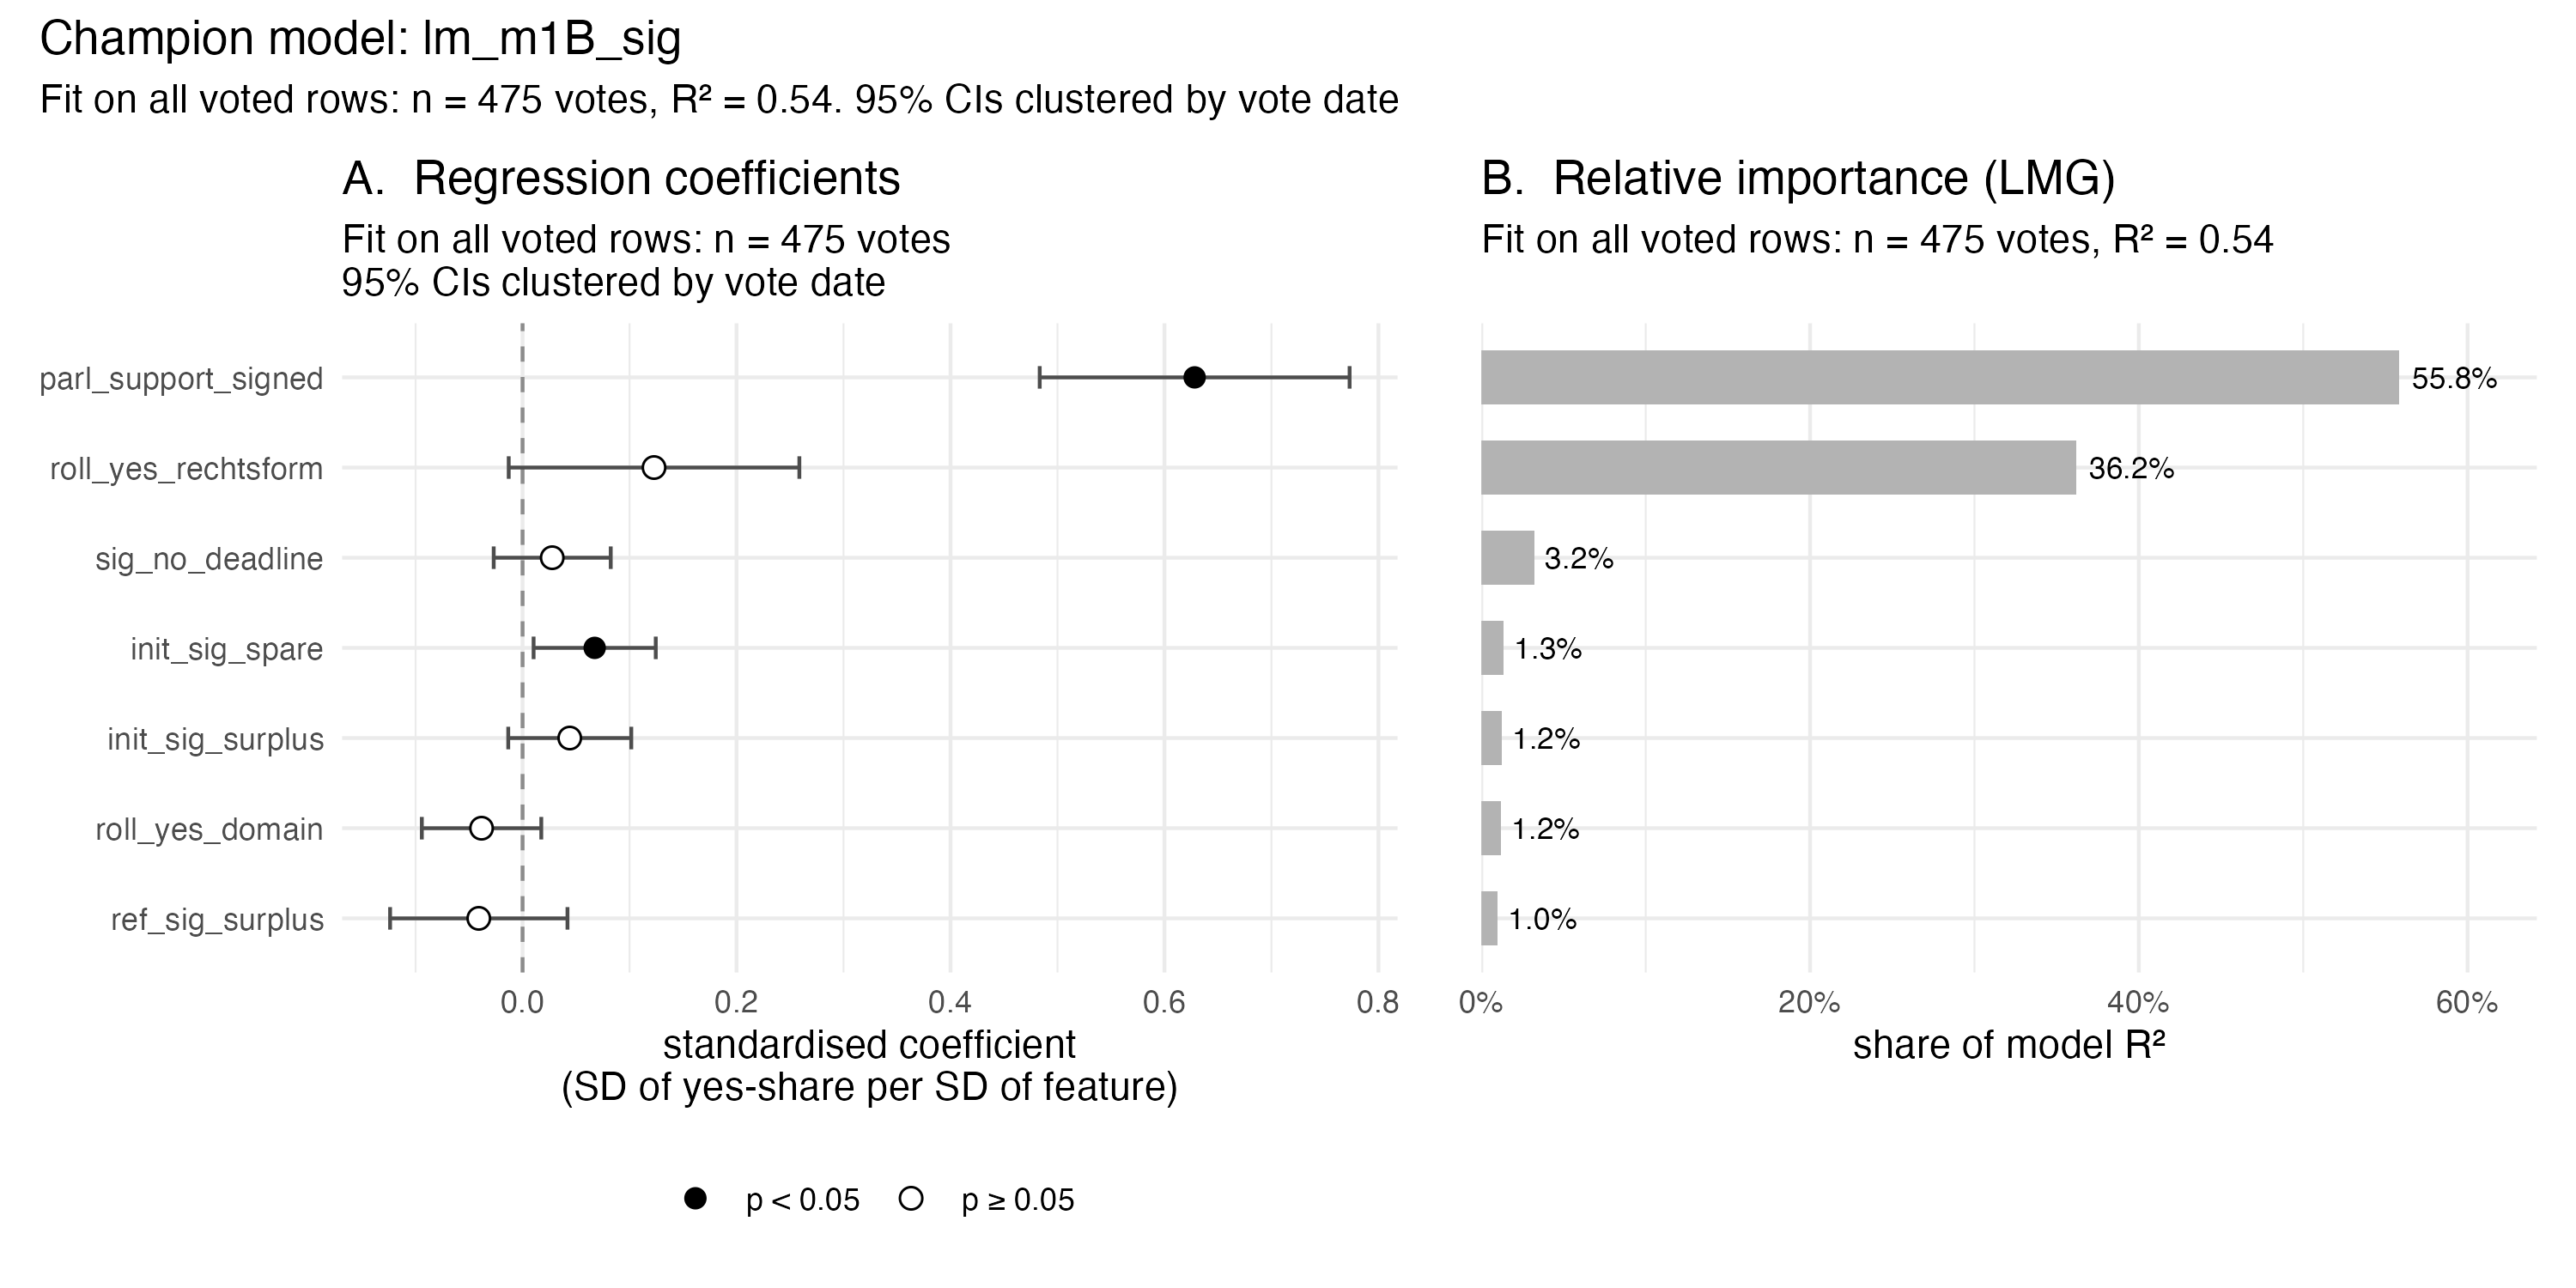 Champion model: lm_m1B_sig
Fit on all voted rows: n = 475 votes, R² = 0.54. 95% CIs clustered by vote date
A.  Regression coefficients
Fit on all voted rows: n = 475 votes
95% CIs clustered by vote date
parl_support_signed
roll_yes_rechtsform
sig_no_deadline
init_sig_spare
init_sig_surplus
roll_yes_domain
ref_sig_surplus
0.0 0.2 0.4 0.6 0.8
standardised coefficient
(SD of yes-share per SD of feature)
p < 0.05 p ≥ 0.05
B.  Relative importance (LMG)
Fit on all voted rows: n = 475 votes, R² = 0.54
55.8%
36.2%
3.2%
1.3%
1.2%
1.2%
1.0%
0% 20% 40% 60%
share of model R²